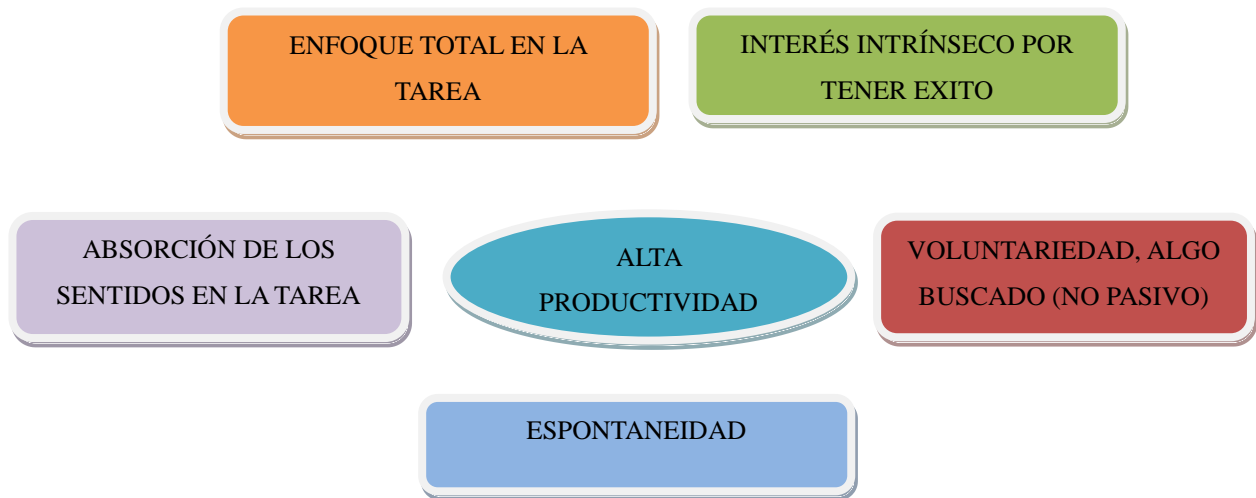 ENFOQUE TOTAL EN LA
TAREA
INTERÉS INTRÍNSECO POR
TENER EXITO
ABSORCIÓN DE LOS
SENTIDOS EN LA TAREA
ALTA
PRODUCTIVIDAD
VOLUNTARIEDAD, ALGO
BUSCADO (NO PASIVO)
ESPONTANEIDAD